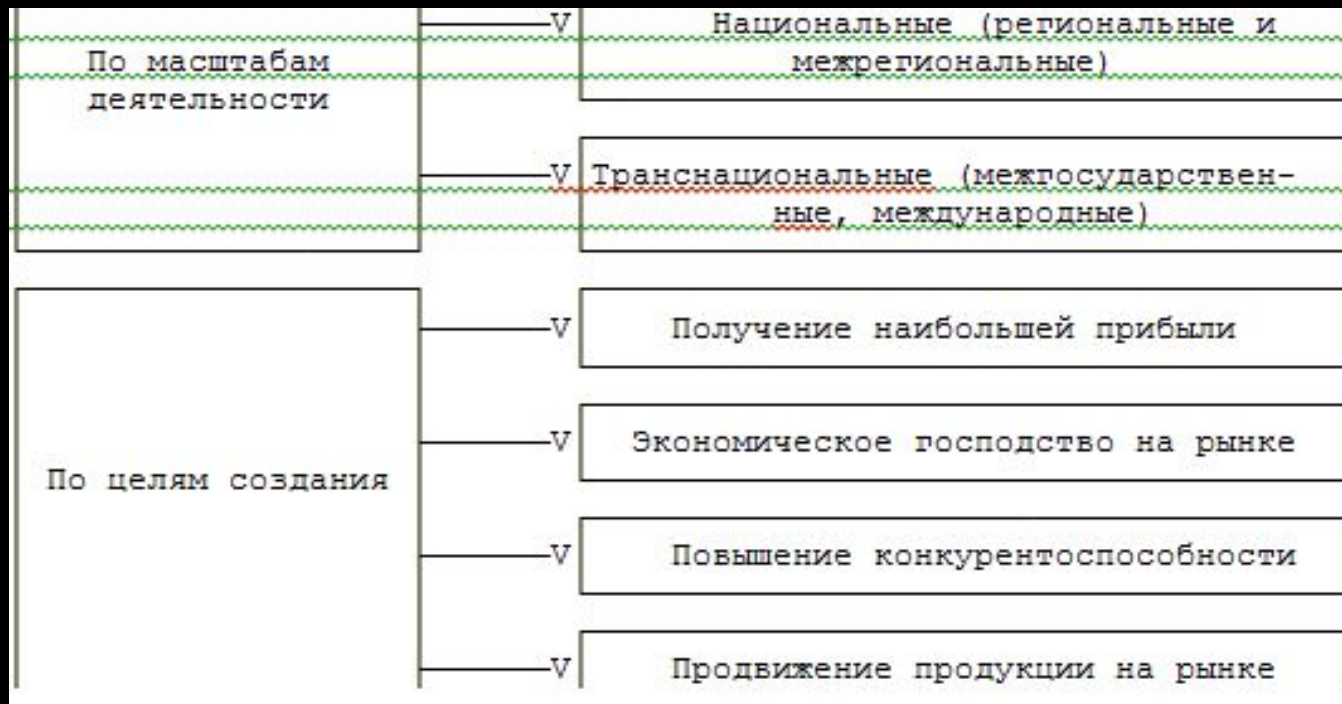 По масштабам
деятельности
V
Национальные (региональные и
межрегиональные)
V
Транснациональные (межгосударствен-
ные, международные)
По целям создания
V
Получение наибольшей прибыли
V
Экономическое господство на рынке
V
Повышение конкурентоспособности
V
Продвижение продукции на рынке